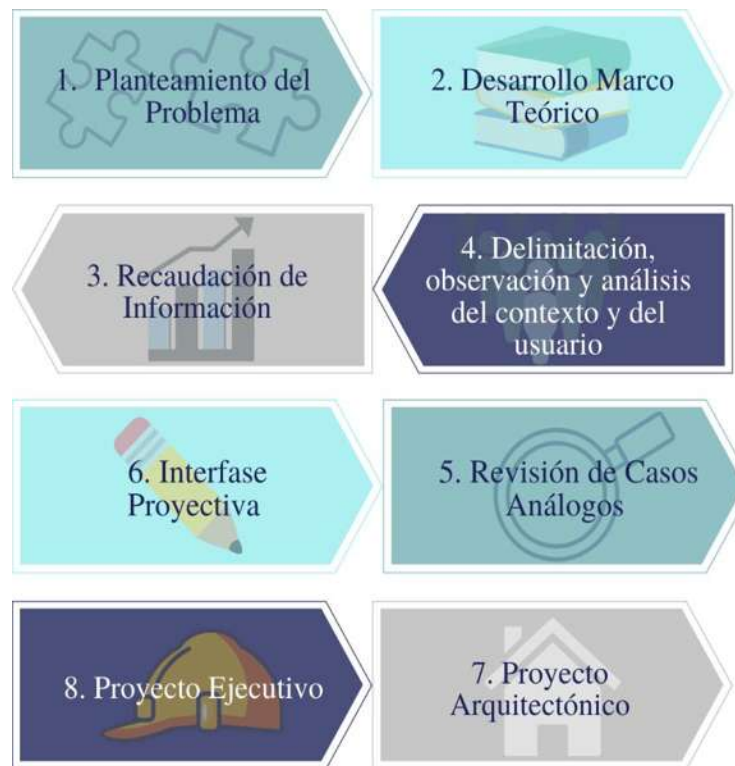 1. Planteamiento del
Problema
2. Desarrollo Marco
Teórico
3. Recaudación de
Información
4. Delimitación,
observación y análisis
del contexto y del
usuario
6. Interfase
Proyectiva
5. Revisión de Casos
Análogos
8. Proyecto Ejecutivo
7. Proyecto
Arquitectónico